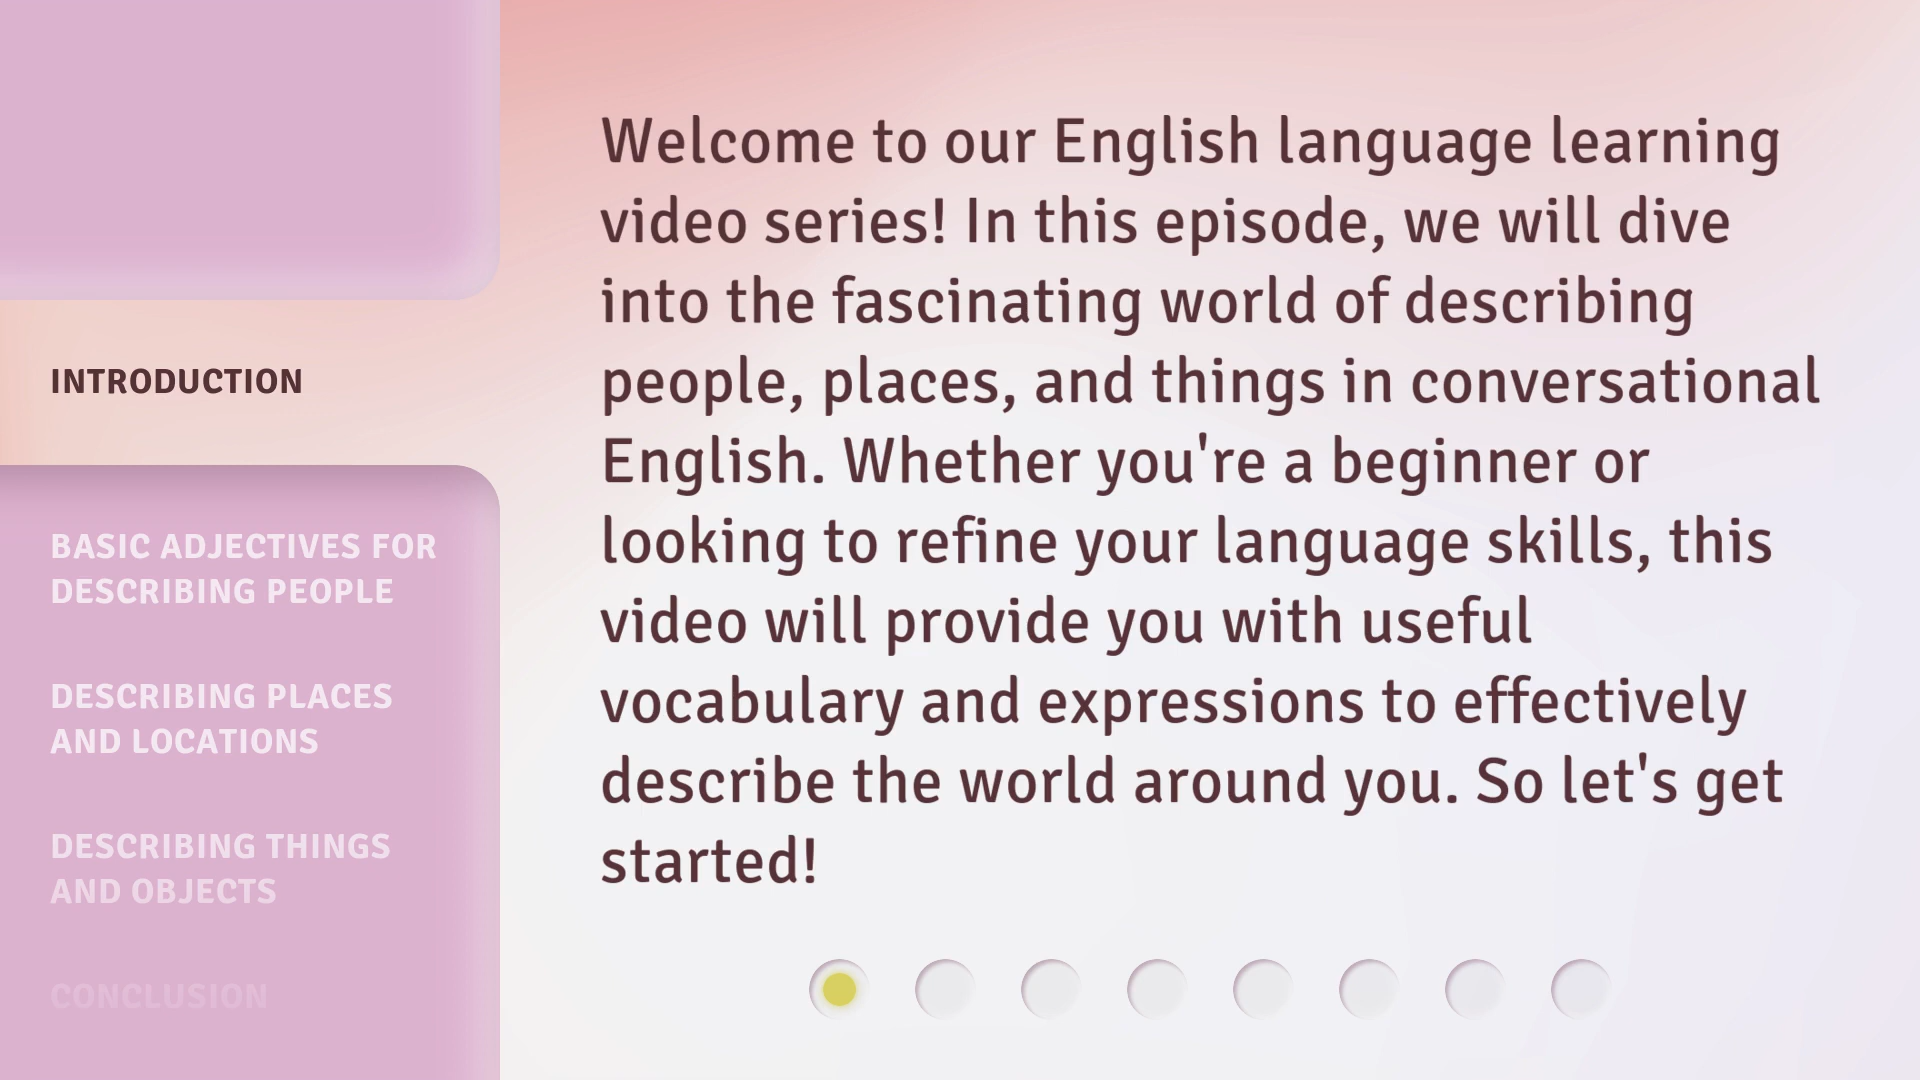 INTRODUCTION
BASIC ADJECTIVES FOR
DESCRIBING PEOPLE
DESCRIBING PLACES
AND LOCATIONS
DESCRIBING THINGS
AND OBJECTS
CONCLUSION
Welcome to our English language learning
video series! In this episode, we will dive
into the fascinating world of describing
people, places, and things in conversational
English. Whether you're a beginner or
looking to refine your language skills, this
video will provide you with useful
vocabulary and expressions to effectively
describe the world around you. So let's get
started!